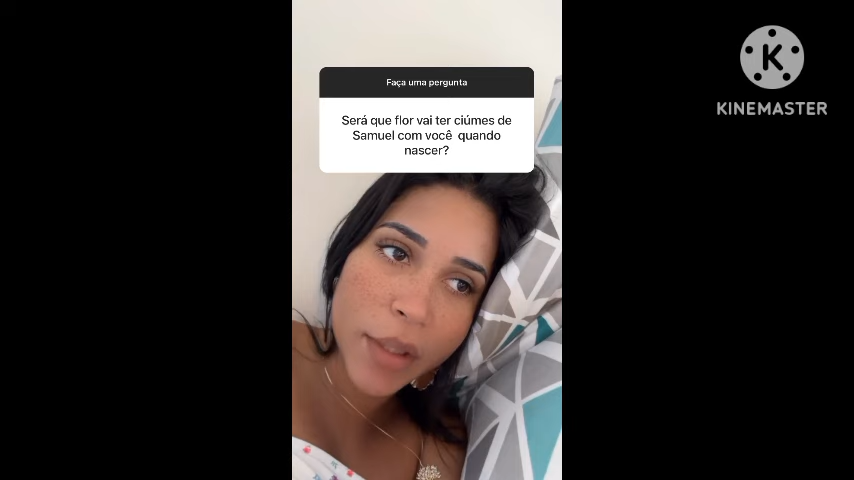 Faça uma pergunta
Será que flor vai ter ciúmes de
Samuel com você quando
nascer?
KINEMASTER